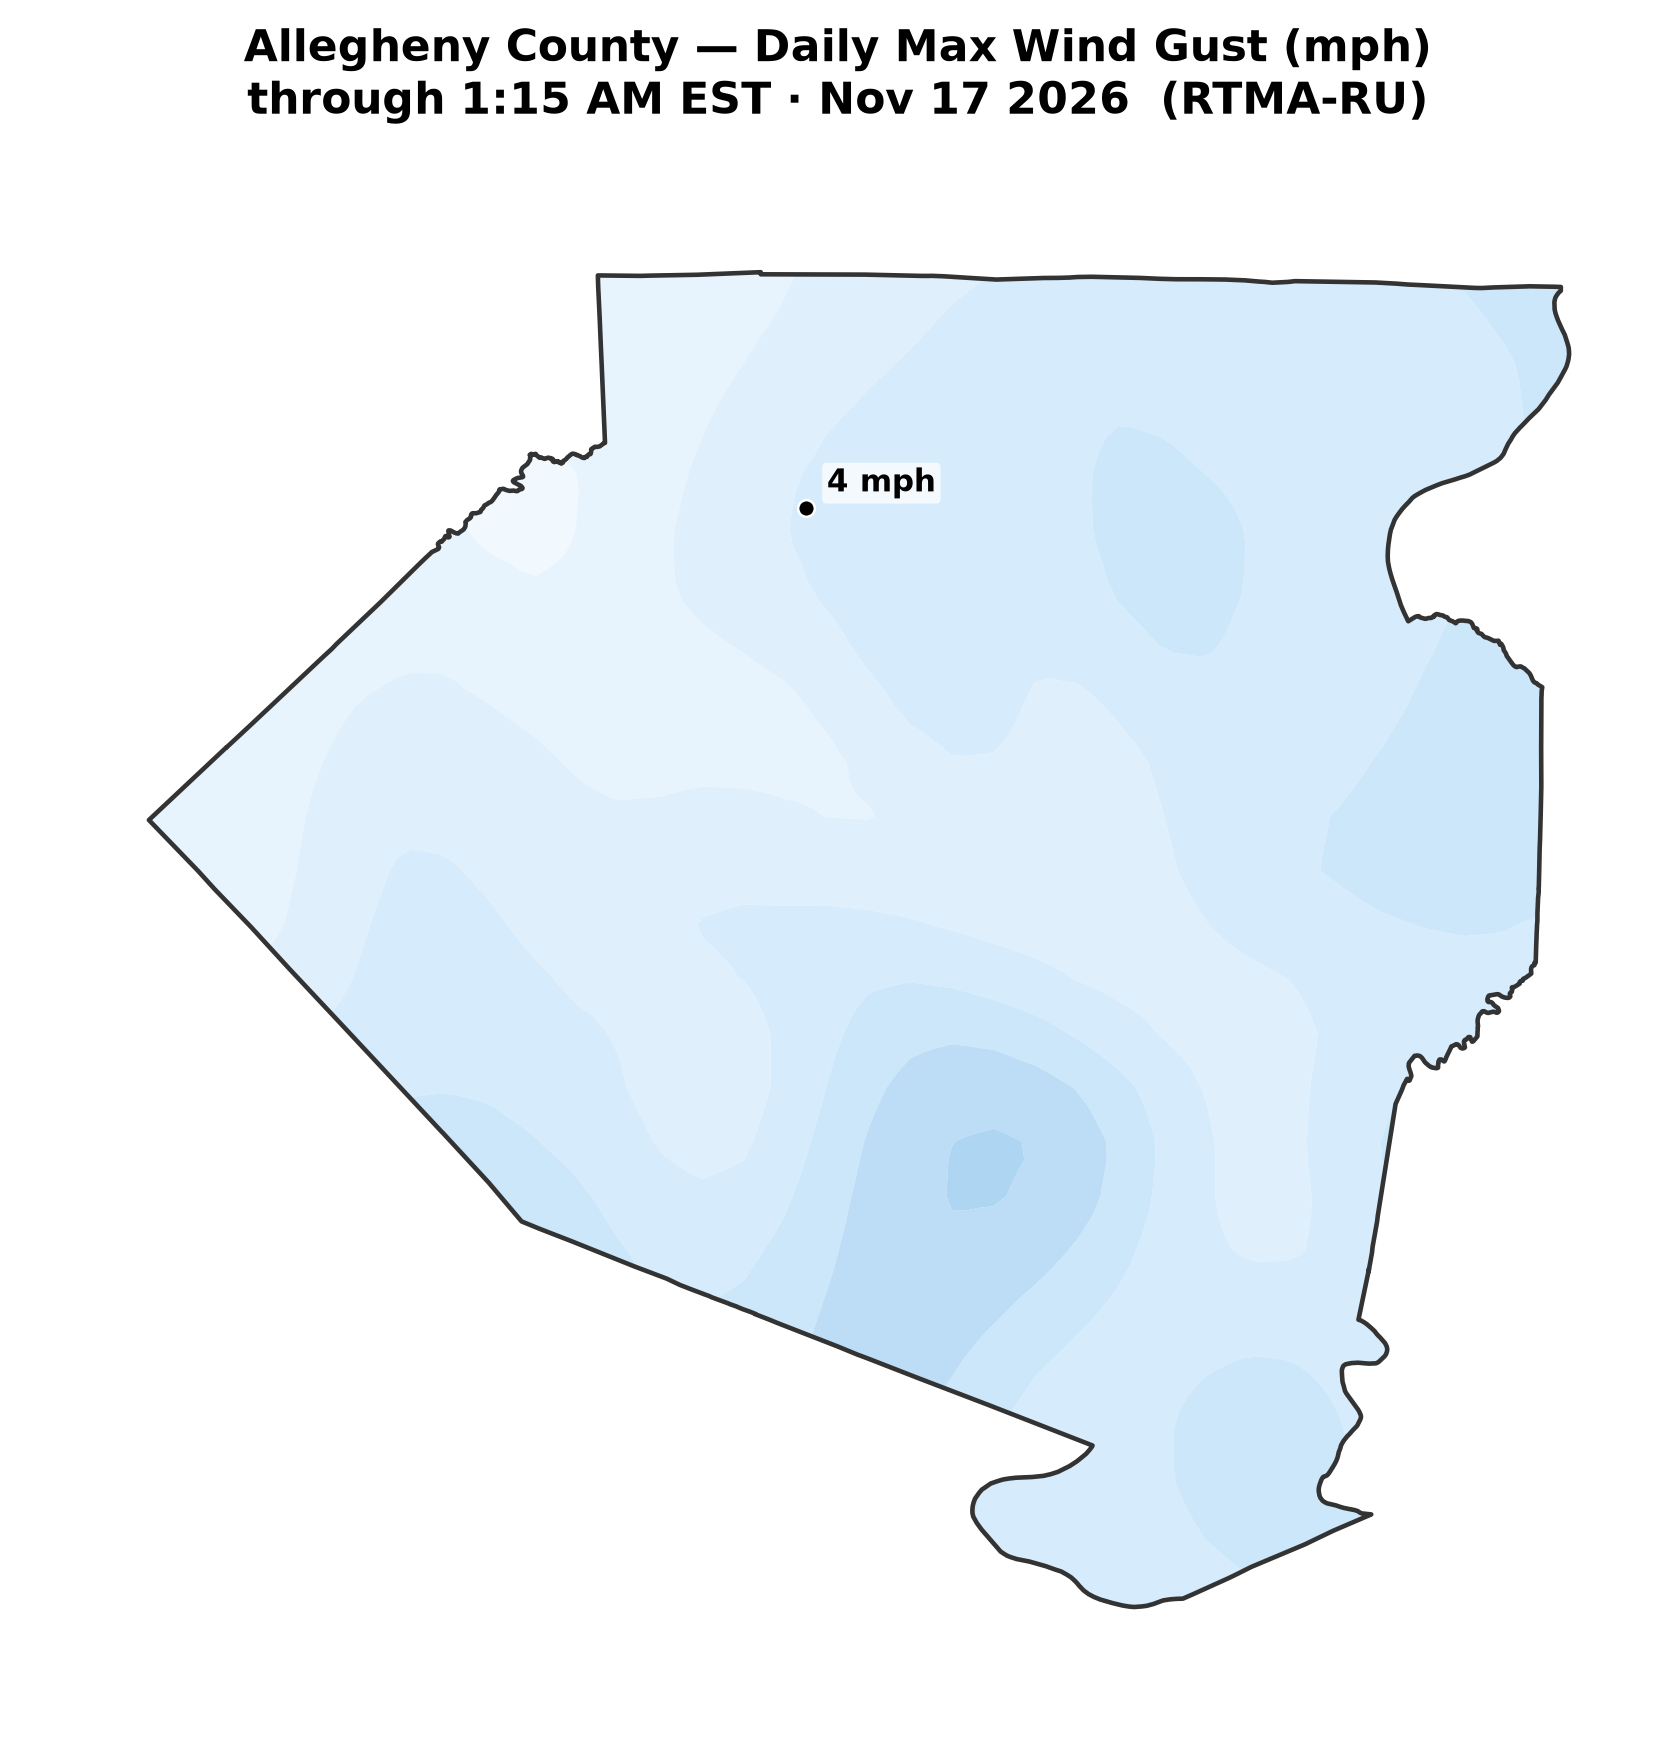 Allegheny County — Daily Max Wind Gust (mph)
through 1:15 AM EST · Nov 17 2026  (RTMA-RU)
4 mph